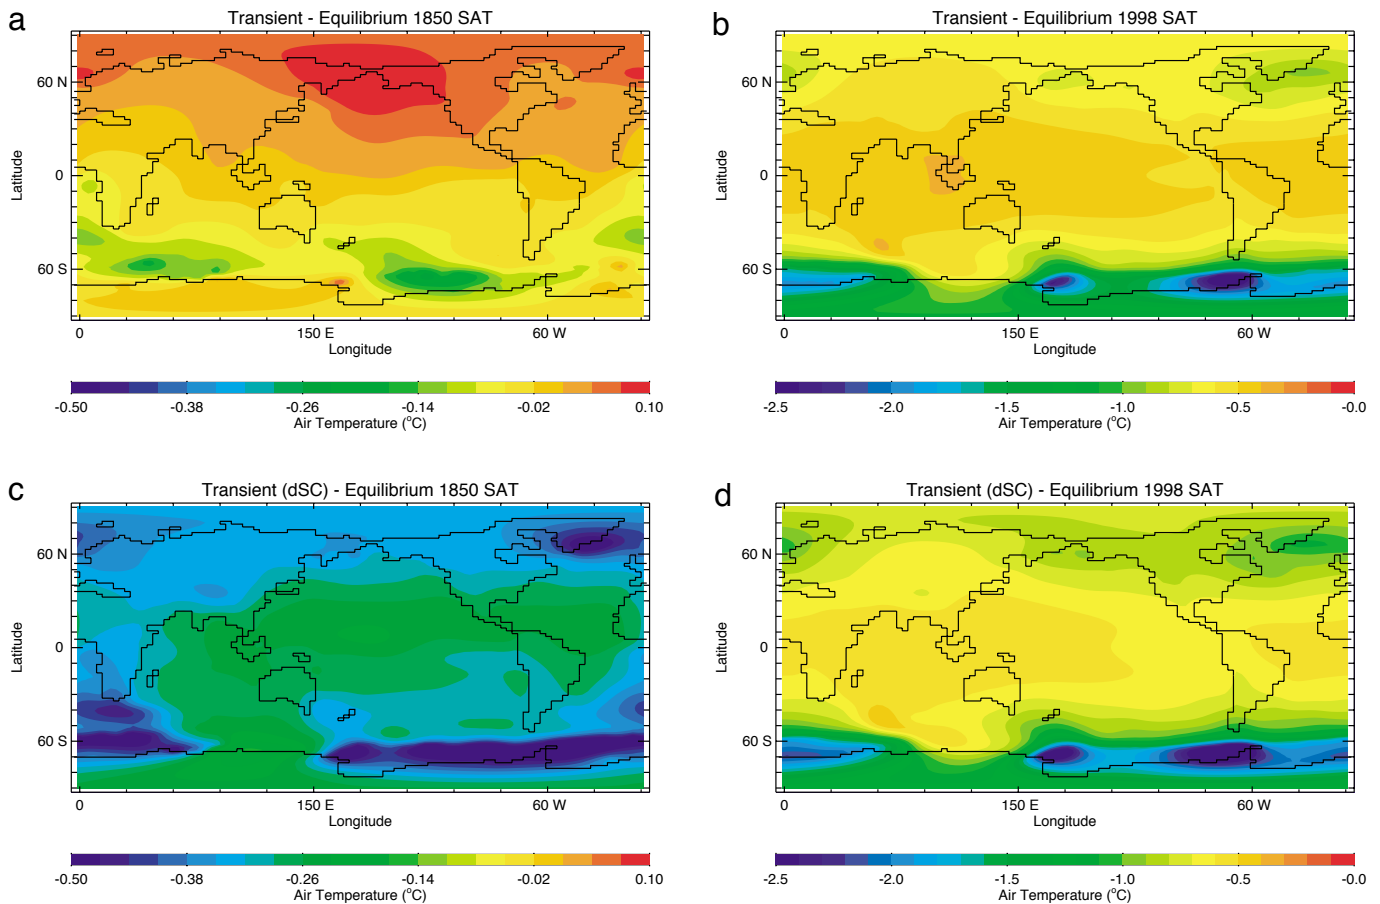 a
Transient - Equilibrium 1850 SAT
60 N
0
60 S
Latitude
0
150 E
60 W
Longitude
-0.50
-0.38
-0.26
-0.14
-0.02
0.10
Air Temperature (°C)
b
Transient - Equilibrium 1998 SAT
60 N
0
60 S
Latitude
0
150 E
60 W
Longitude
-2.5
-2.0
-1.5
-1.0
-0.5
-0.0
Air Temperature (°C)
c
Transient (dSC) - Equilibrium 1850 SAT
60 N
0
60 S
Latitude
0
150 E
60 W
Longitude
-0.50
-0.38
-0.26
-0.14
-0.02
0.10
Air Temperature (°C)
d
Transient (dSC) - Equilibrium 1998 SAT
60 N
0
60 S
Latitude
0
150 E
60 W
Longitude
-2.5
-2.0
-1.5
-1.0
-0.5
-0.0
Air Temperature (°C)